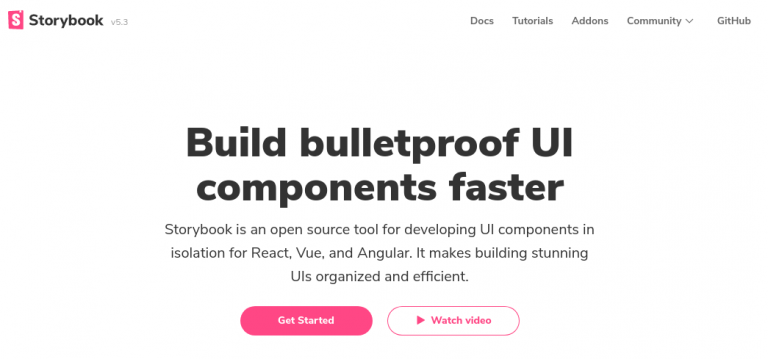 Storybook v5.3
Docs Tutorials Addons Community GitHub
Build bulletproof UI
components faster
Storybook is an open source tool for developing UI components in
isolation for React, Vue, and Angular. It makes building stunning
UIs organized and efficient.
Get Started Watch video